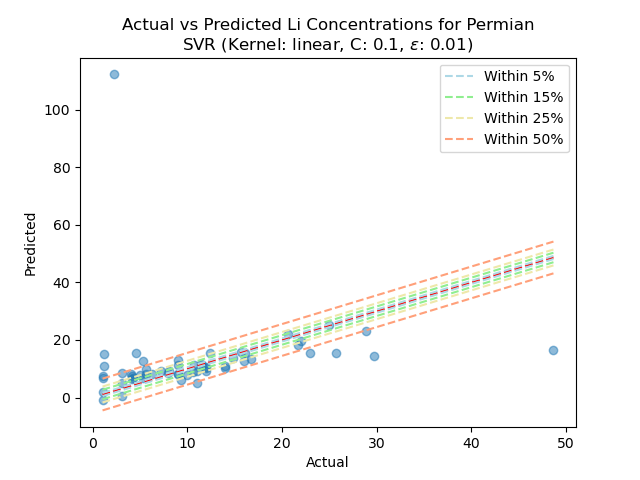 Actual vs Predicted Li Concentrations for Permian
SVR (Kernel: linear, C: 0.1, ε: 0.01)
Within 5%
Within 15%
Within 25%
Within 50%
Predicted
100
80
60
40
20
0
0 10 20 30 40 50
Actual